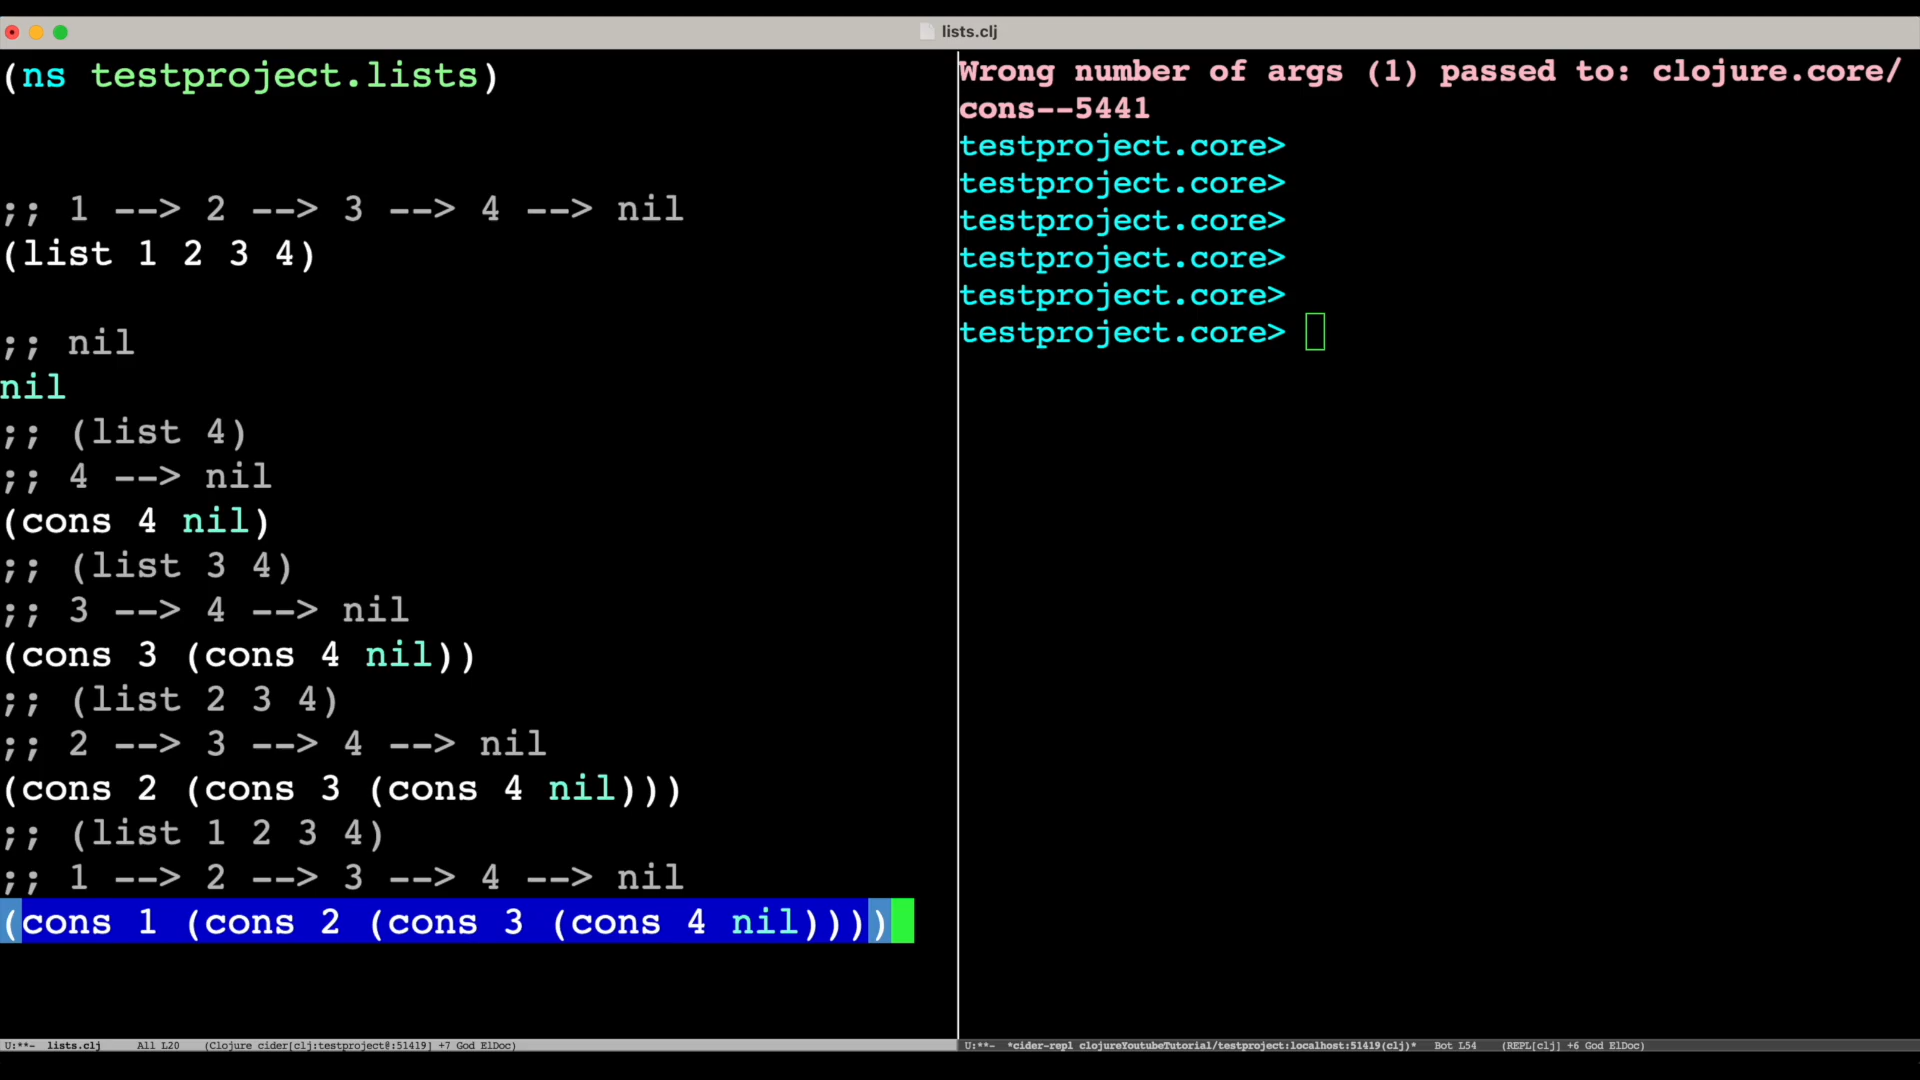 lists.clj
(ns testproject.lists)
;; 1 --> 2 --> 3 --> 4 --> nil
(list 1 2 3 4)
;; nil
nil
;; (list 4)
;; 4 --> nil
(cons 4 nil)
;; (list 3 4)
;; 3 --> 4 --> nil
(cons 3 (cons 4 nil))
;; (list 2 3 4)
;; 2 --> 3 --> 4 --> nil
(cons 2 (cons 3 (cons 4 nil)))
;; (list 1 2 3 4)
;; 1 --> 2 --> 3 --> 4 --> nil
(cons 1 (cons 2 (cons 3 (cons 4 nil))))
U:**-  lists.clj      All L20    (Clojure cider[clj:testproject@:51419] +7 God ElDoc)
Wrong number of args (1) passed to: clojure.core/
cons--5441
testproject.core>
testproject.core>
testproject.core>
testproject.core>
testproject.core>
testproject.core>
U:**-  *cider-repl clojureYoutubeTutorial/testproject:localhost:51419(clj)*   Bot L54    (REPL[clj] +6 God ElDoc)